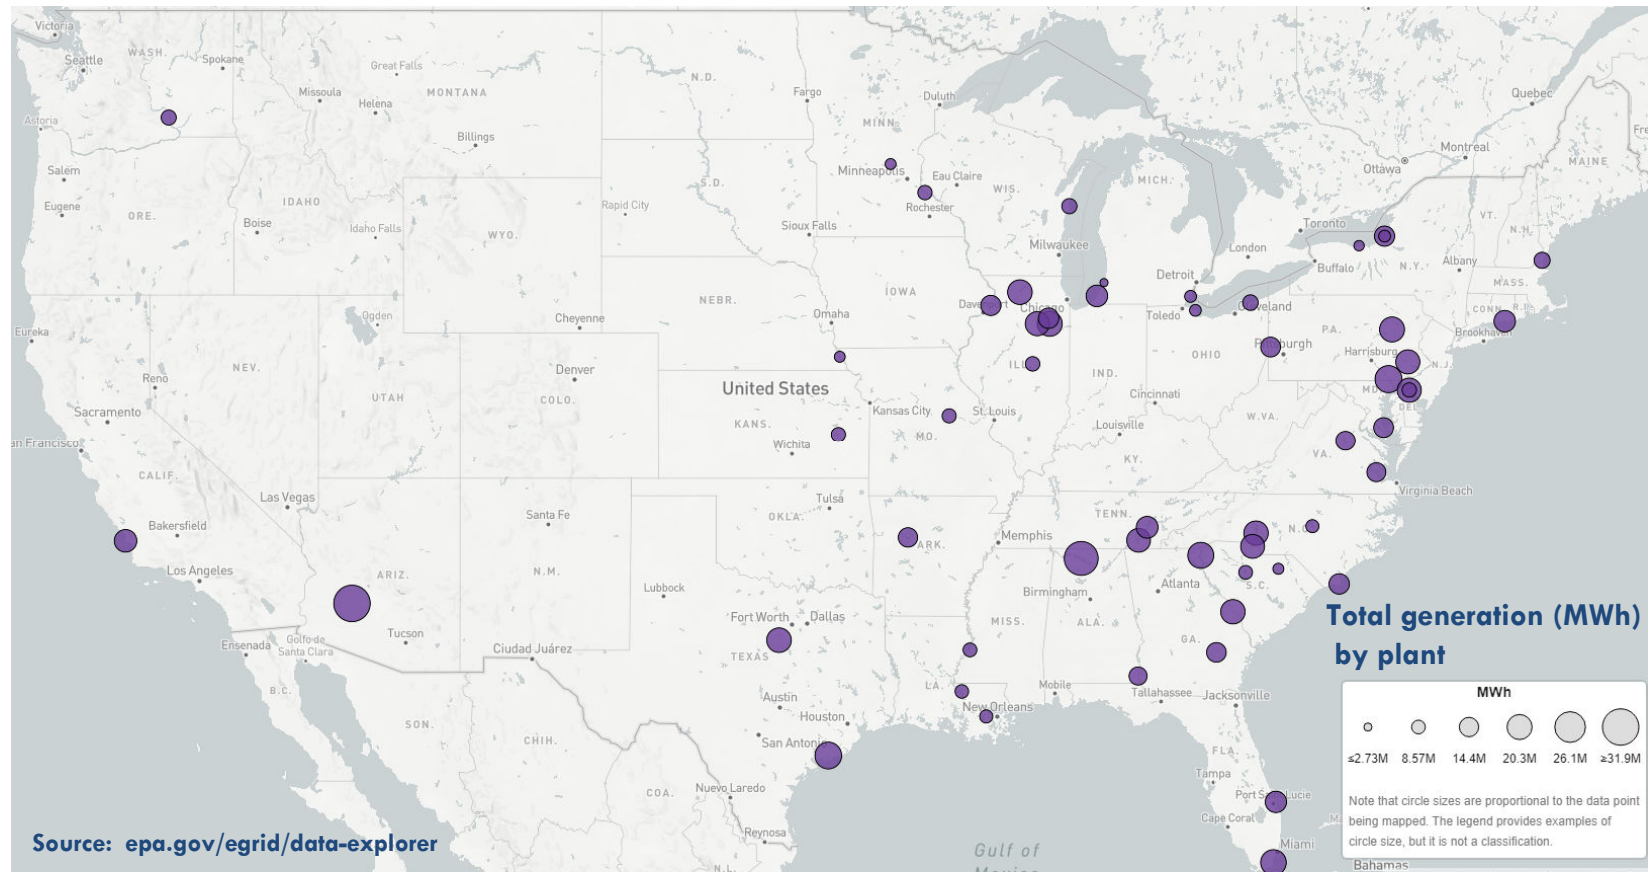 Victoria
Seattle
WASH.
Spokane
Great Falls
Missoula
Helena
MONTANA
N.D.
Fargo
Duluth
Quebec
Astoria
Billings
MINN.
Montreal
Ottawa
MAINE
Salem
Minneapolis
Eau Claire
WIS.
MICH.
Eugene
ORE.
IDAHO
Boise
Idaho Falls
WYO.
S.D.
Rapid City
Rochester
Sioux Falls
Toronto
VT.
N.H.
Milwaukee
London
Buffalo
N.Y.
Albany
Detroit
MASS.
Eureka
Ogden
Cheyenne
NEBR.
IOWA
Omaha
Chicago
Toledo
Cleveland
CONN.
R.I.
PA.
Brookhaven
Reno
NEV.
UTAH
Denver
COLO.
United States
ILL.
IND.
OHIO
Pittsburgh
Harrisburg
N.J.
Sacramento
Kansas City
St. Louis
Cincinnati
W.VA.
MD.
DEL.
an Francisco
KANS.
Wichita
MO.
Louisville
KY.
VA.
CALIF.
Las Vegas
Virginia Beach
Bakersfield
Santa Fe
Tulsa
OKLA.
ARK.
Memphis
TENN.
N.C.
Los Angeles
ARIZ.
N.M.
Lubbock
Birmingham
Atlanta
S.C.
Ensenada
Golfo de
Santa Clara
Tucson
Ciudad Juárez
Fort Worth
Dallas
TEXAS
MISS.
ALA.
GA.
B.C.
Austin
Houston
LA.
New Orleans
Mobile
Tallahassee
Jacksonville
SON.
CHIH.
San Antonio
FLA.
Tampa
COA.
Nuevo Laredo
Port St. Lucie
Cape Coral
Reynosa
Miami
N.L.
Gulf of
Mexico
Bahamas
Total generation (MWh)
by plant
MWh
≤2.73M 8.57M 14.4M 20.3M 26.1M ≥31.9M
Note that circle sizes are proportional to the data point
being mapped. The legend provides examples of
circle size, but it is not a classification.
Source: epa.gov/egrid/data-explorer